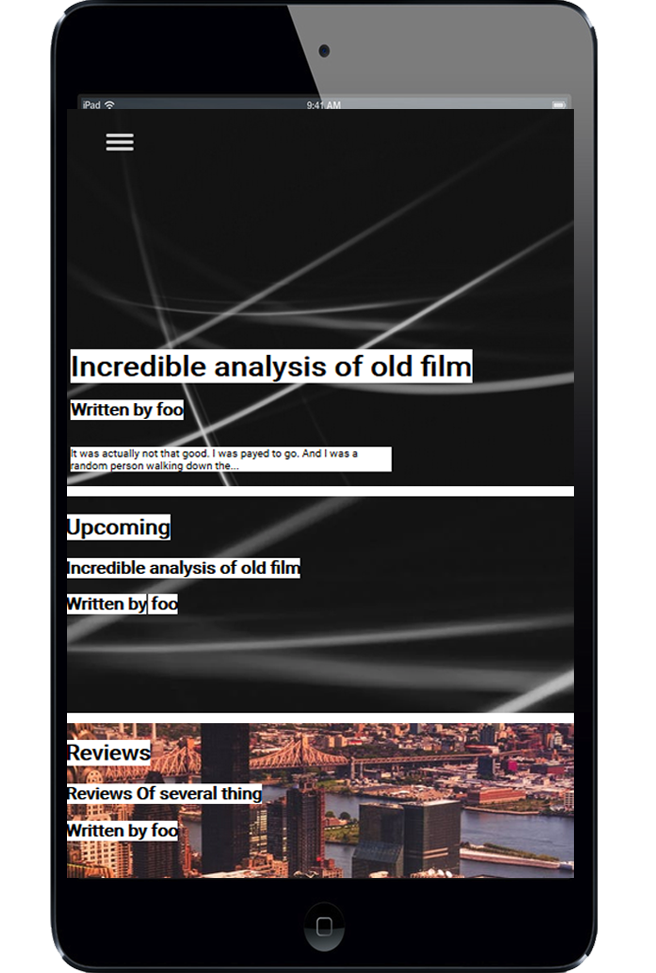 iPad 9:41 AM
Incredible analysis of old film
Written by foo
It was actually not that good. I was payed to go. And I was a
random person walking down the...
Upcoming
Incredible analysis of old film
Written by foo
Reviews
Reviews Of several thing
Written by foo